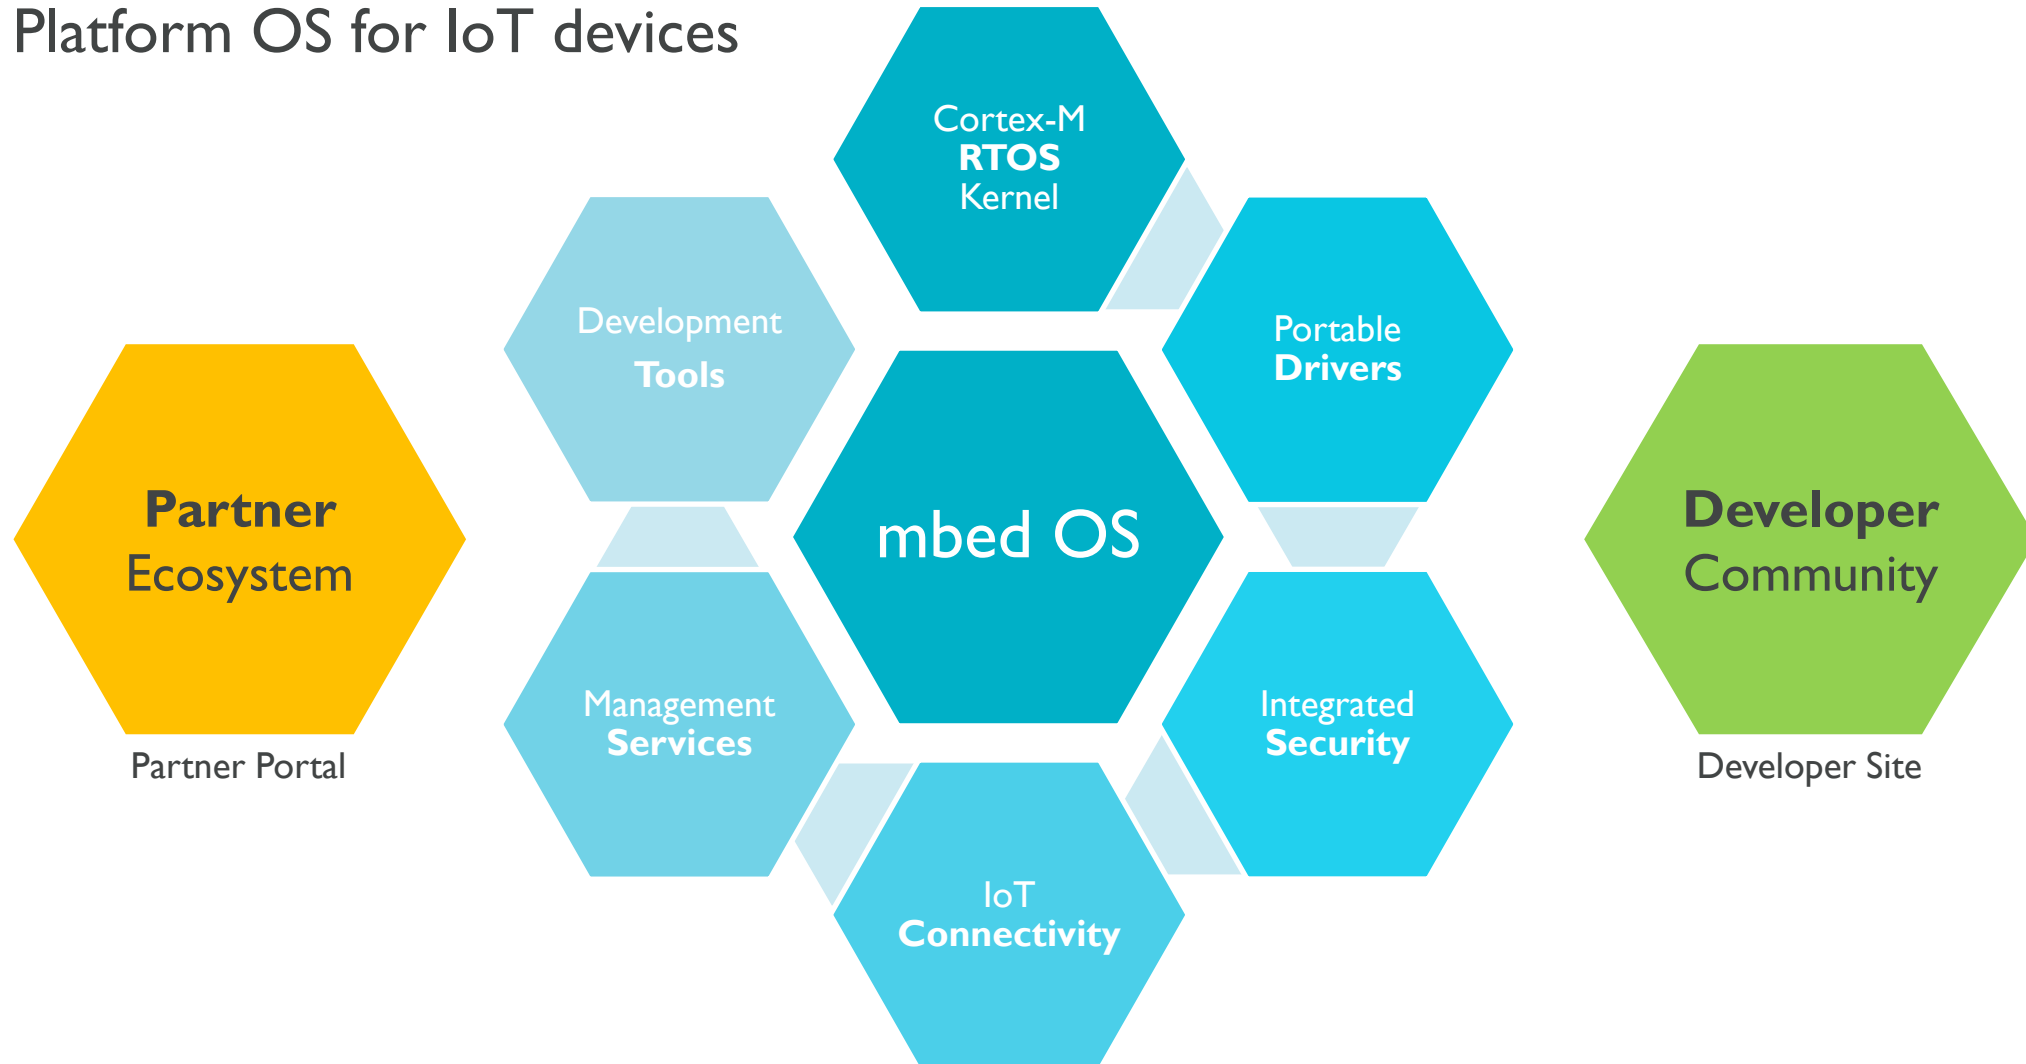 Platform OS for IoT devices
Cortex-M
RTOS
Kernel
Development
Tools
Portable
Drivers
Partner
Ecosystem
mbed OS
Developer
Community
Management
Services
Integrated
Security
Partner Portal
Developer Site
IoT
Connectivity